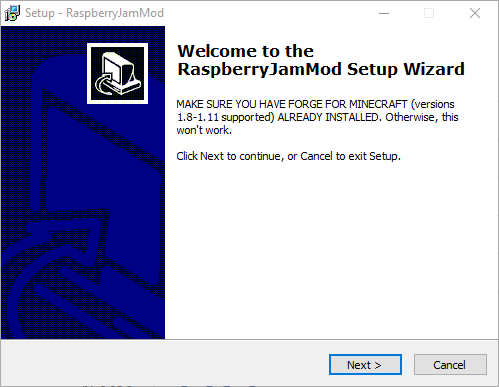 Setup - RaspberryJamMod
Welcome to the
RaspberryJamMod Setup Wizard
MAKE SURE YOU HAVE FORGE FOR MINECRAFT (versions
1.8-1.11 supported) ALREADY INSTALLED. Otherwise, this
won't work.
Click Next to continue, or Cancel to exit Setup.
Next >
Cancel